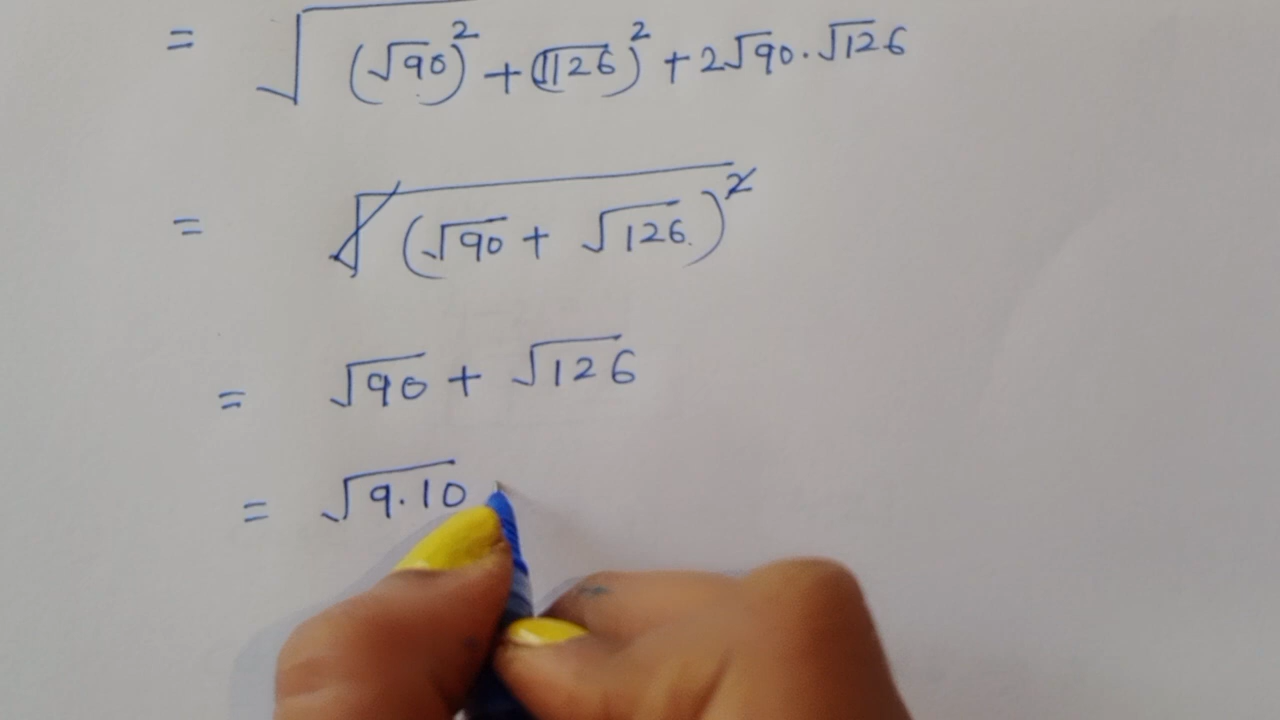 = √(√90)² + (√126)² + 2√90 . √126
= √(√90 + √126)²
= √90 + √126
= √9.10